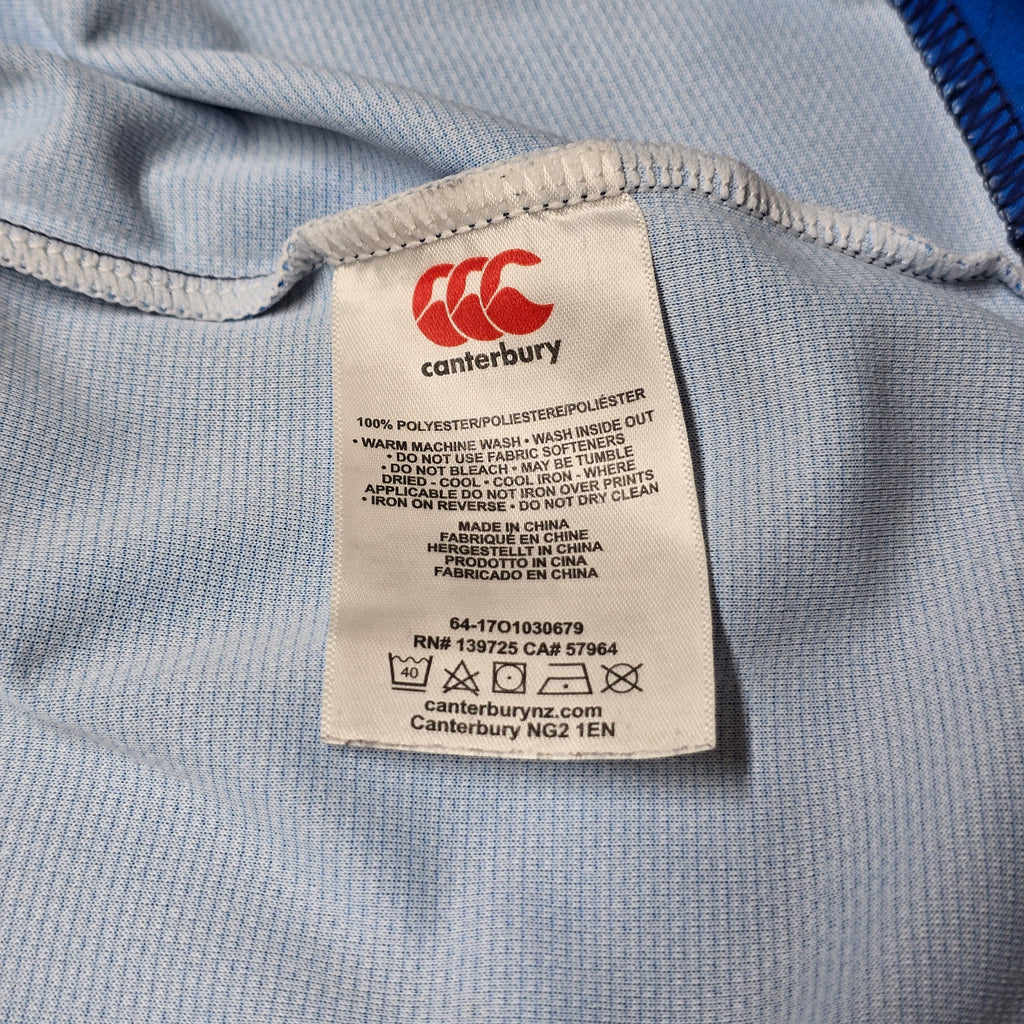 canterbury
100% POLYESTER/POLIESTERE/POLIÉSTER
• WARM MACHINE WASH • WASH INSIDE OUT
• DO NOT USE FABRIC SOFTENERS
• DO NOT BLEACH • MAY BE TUMBLE
DRIED - COOL • COOL IRON - WHERE
APPLICABLE DO NOT IRON OVER PRINTS
• IRON ON REVERSE • DO NOT DRY CLEAN
MADE IN CHINA
FABRIQUÉ EN CHINE
HERGESTELLT IN CHINA
PRODOTTO IN CINA
FABRICADO EN CHINA
64-17O1030679
RN# 139725 CA# 57964
40
canterburynz.com
Canterbury NG2 1EN